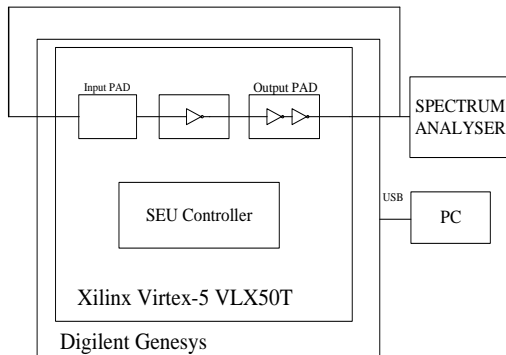 Input PAD
Output PAD
SPECTRUM
ANALYSER
SEU Controller
USB
PC
Xilinx Virtex-5 VLX50T
Digilent Genesys